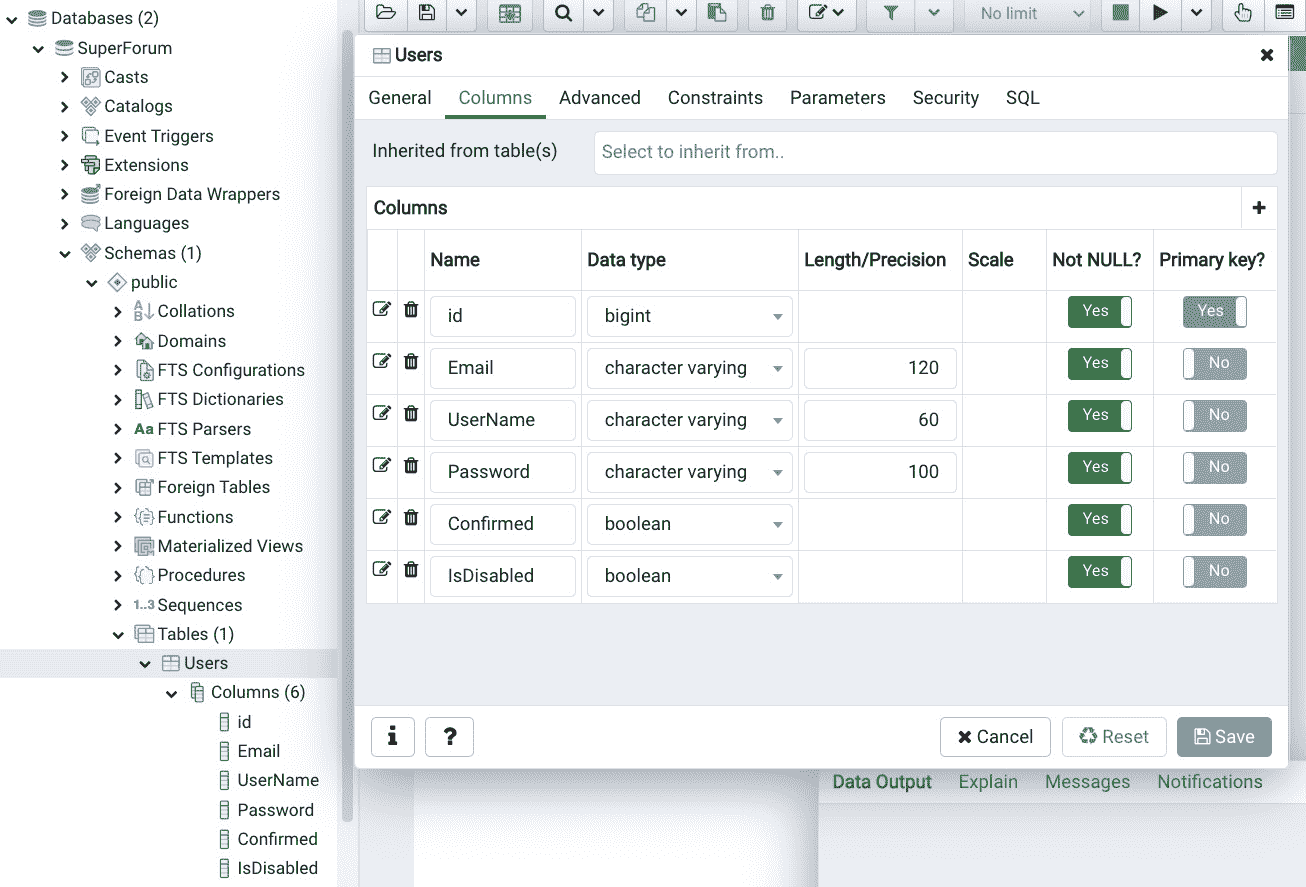 Databases (2)
SuperForum
Casts
Catalogs
Event Triggers
Extensions
Foreign Data Wrappers
Languages
Schemas (1)
public
Collations
Domains
FTS Configurations
FTS Dictionaries
Aa FTS Parsers
FTS Templates
Foreign Tables
Functions
Materialized Views
Procedures
1..3 Sequences
Tables (1)
Users
Columns (6)
id
Email
UserName
Password
Confirmed
IsDisabled
No limit
Users
General Columns Advanced Constraints Parameters Security SQL
Inherited from table(s) Select to inherit from..
Columns
Name Data type Length/Precision Scale Not NULL? Primary key?
id bigint Yes Yes
Email character varying 120 Yes No
UserName character varying 60 Yes No
Password character varying 100 Yes No
Confirmed boolean Yes No
IsDisabled boolean Yes No
i ? Cancel Reset Save
Data Output Explain Messages Notifications